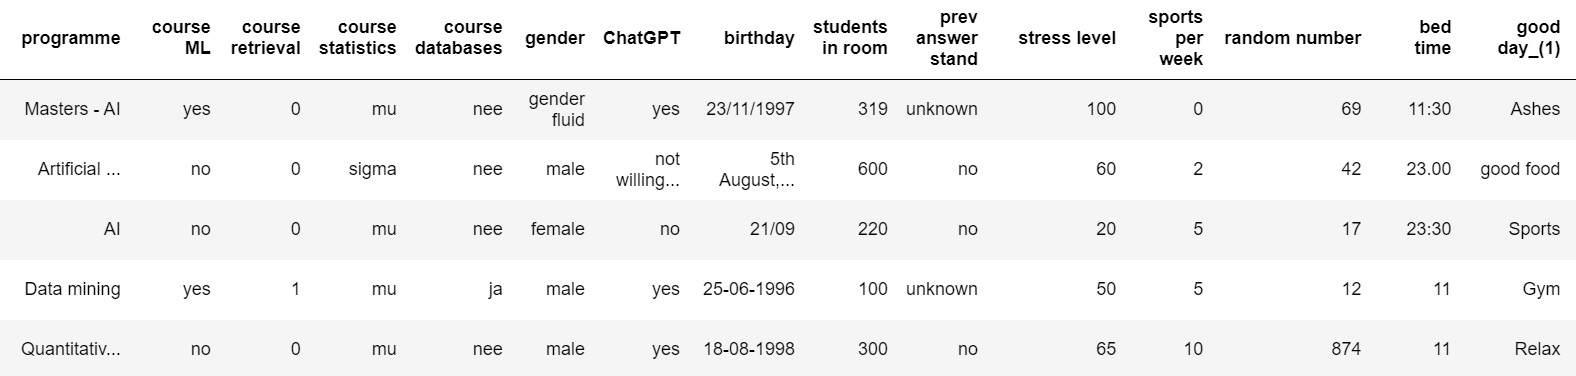 programme course ML course retrieval course statistics course databases gender ChatGPT birthday students in room prev answer stand stress level sports per week random number bed time good day_(1)
Masters - AI yes 0 mu nee gender fluid yes 23/11/1997 319 unknown 100 0 69 11:30 Ashes
Artificial ... no 0 sigma nee male not willing... 5th August,... 600 no 60 2 42 23.00 good food
AI no 0 mu nee female no 21/09 220 no 20 5 17 23:30 Sports
Data mining yes 1 mu ja male yes 25-06-1996 100 unknown 50 5 12 11 Gym
Quantitativ... no 0 mu nee male yes 18-08-1998 300 no 65 10 874 11 Relax